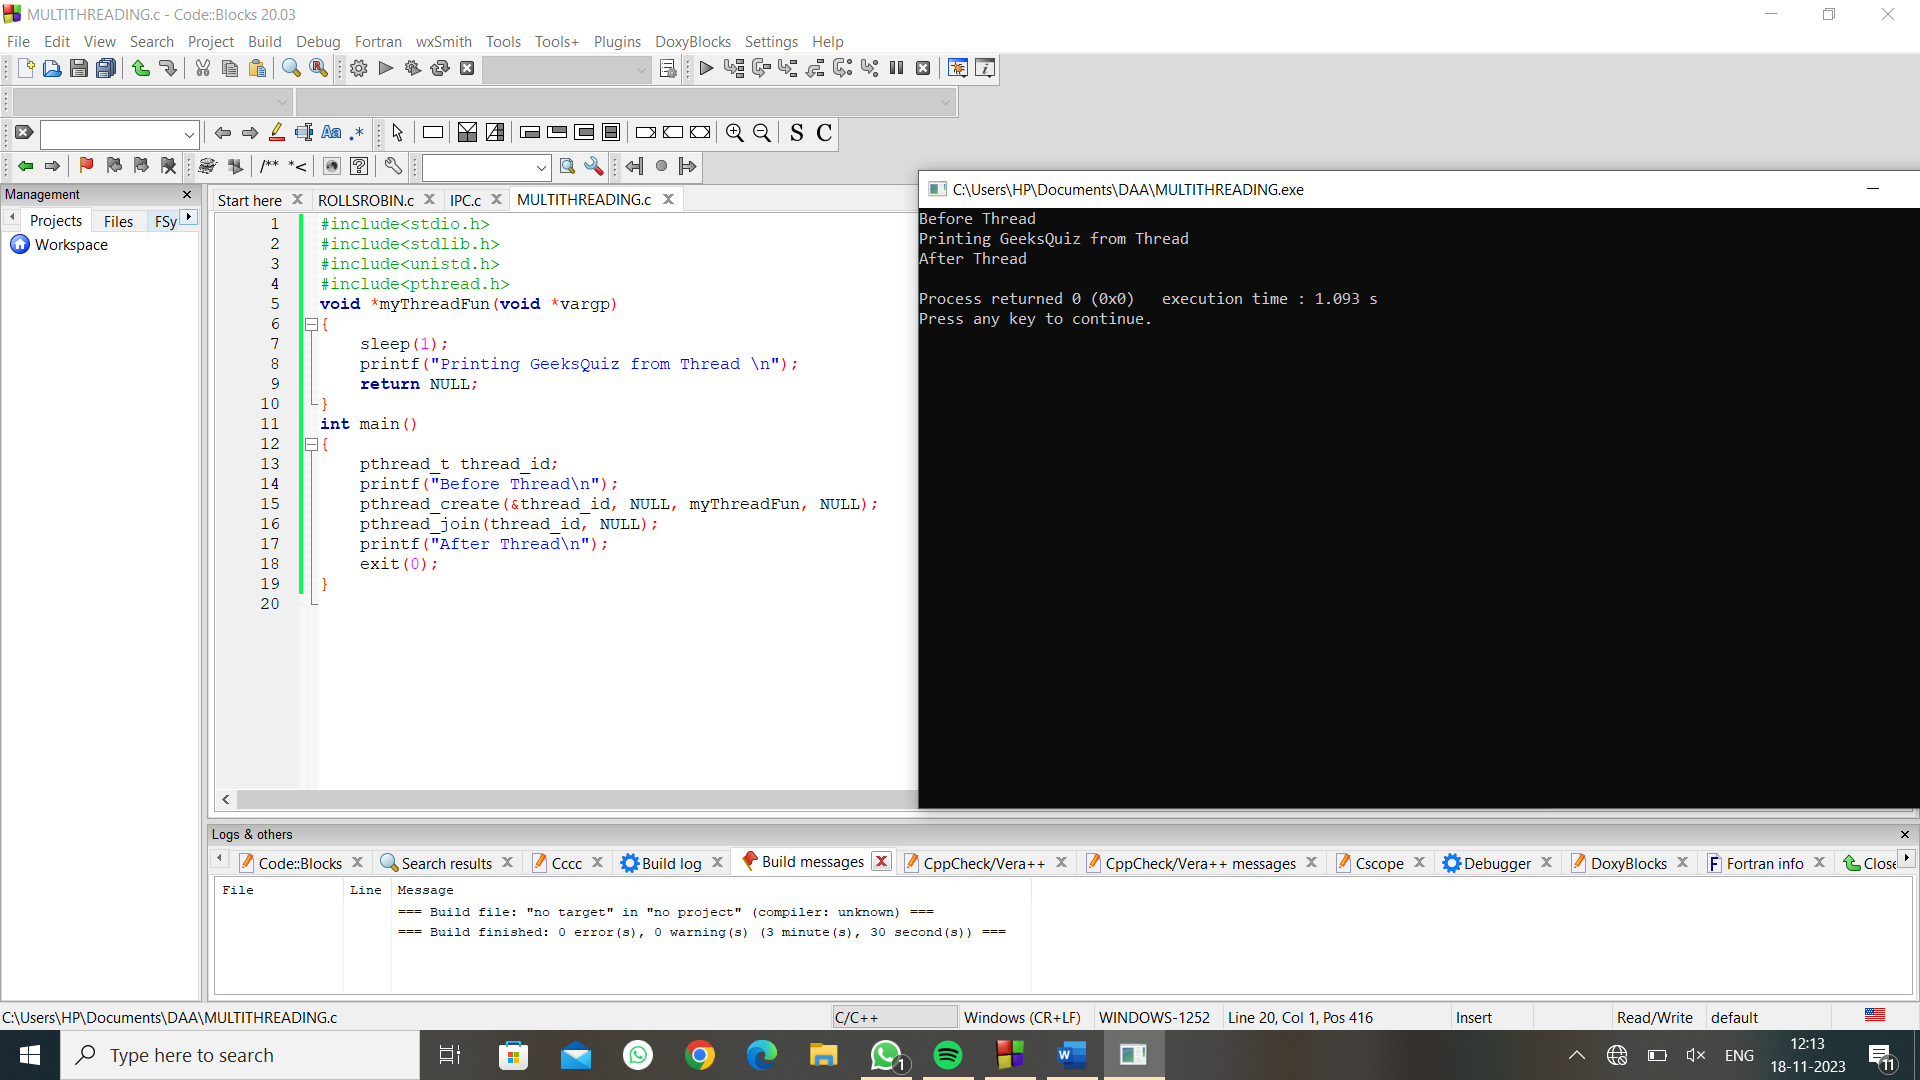 MULTITHREADING.c - Code::Blocks 20.03
File Edit View Search Project Build Debug Fortran wxSmith Tools Tools+ Plugins DoxyBlocks Settings Help
Aa .*
S C
/** *<
Management
Projects Files FSy
Workspace
Start here ROLLSROBIN.c IPC.c MULTITHREADING.c
1 #include<stdio.h>
2 #include<stdlib.h>
3 #include<unistd.h>
4 #include<pthread.h>
5 void *myThreadFun(void *vargp)
6 {
7 sleep(1);
8 printf("Printing GeeksQuiz from Thread \n");
9 return NULL;
10 }
11 int main()
12 {
13 pthread_t thread_id;
14 printf("Before Thread\n");
15 pthread_create(&thread_id, NULL, myThreadFun, NULL);
16 pthread_join(thread_id, NULL);
17 printf("After Thread\n");
18 exit(0);
19 }
20
C:\Users\HP\Documents\DAA\MULTITHREADING.exe
Before Thread
Printing GeeksQuiz from Thread
After Thread
Process returned 0 (0x0) execution time : 1.093 s
Press any key to continue.
Logs & others
Code::Blocks Search results Cccc Build log Build messages CppCheck/Vera++ CppCheck/Vera++ messages Cscope Debugger DoxyBlocks F Fortran info Close
File Line Message
=== Build file: "no target" in "no project" (compiler: unknown) ===
=== Build finished: 0 error(s), 0 warning(s) (3 minute(s), 30 second(s)) ===
C:\Users\HP\Documents\DAA\MULTITHREADING.c C/C++ Windows (CR+LF) WINDOWS-1252 Line 20, Col 1, Pos 416 Insert Read/Write default
Type here to search
1
W
ENG
12:13
18-11-2023
11